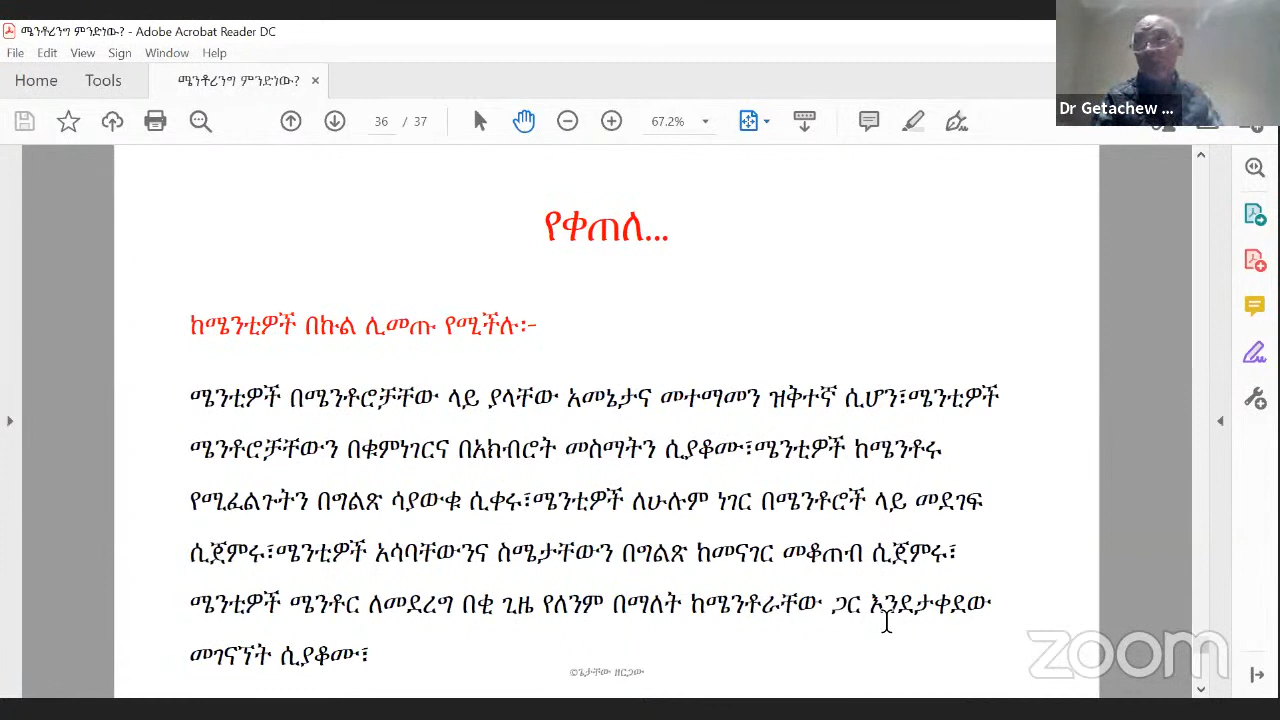 ሜንቶሪንግ ምንድነው? - Adobe Acrobat Reader DC
File Edit View Sign Window Help
Home Tools ሜንቶሪንግ ምንድነው? ×
36 / 37 67.2%
Dr Getachew ...
የቀጠለ...
ከሜንቲዎች በኩል ሊመጡ የሚችሉ፡-
ሜንቲዎች በሜንቶሮቻቸው ላይ ያላቸው አመኔታና መተማመን ዝቅተኛ ሲሆን፣ሜንቲዎች
ሜንቶሮቻቸውን በቁምነገርና በአክብሮት መስማትን ሲያቆሙ፣ሜንቲዎች ከሜንቶሩ
የሚፈልጉትን በግልጽ ሳያውቁ ሲቀሩ፣ሜንቲዎች ለሁሉም ነገር በሜንቶሮች ላይ መደገፍ
ሲጀምሩ፣ሜንቲዎች አሳባቸውንና ስሜታቸውን በግልጽ ከመናገር መቆጠብ ሲጀምሩ፣
ሜንቲዎች ሜንቶር ለመደረግ በቂ ጊዜ የለንም በማለት ከሜንቶራቸው ጋር እንደታቀደው
መገናኘት ሲያቆሙ፣
©ጌታቸው ዘርጋው
zoom